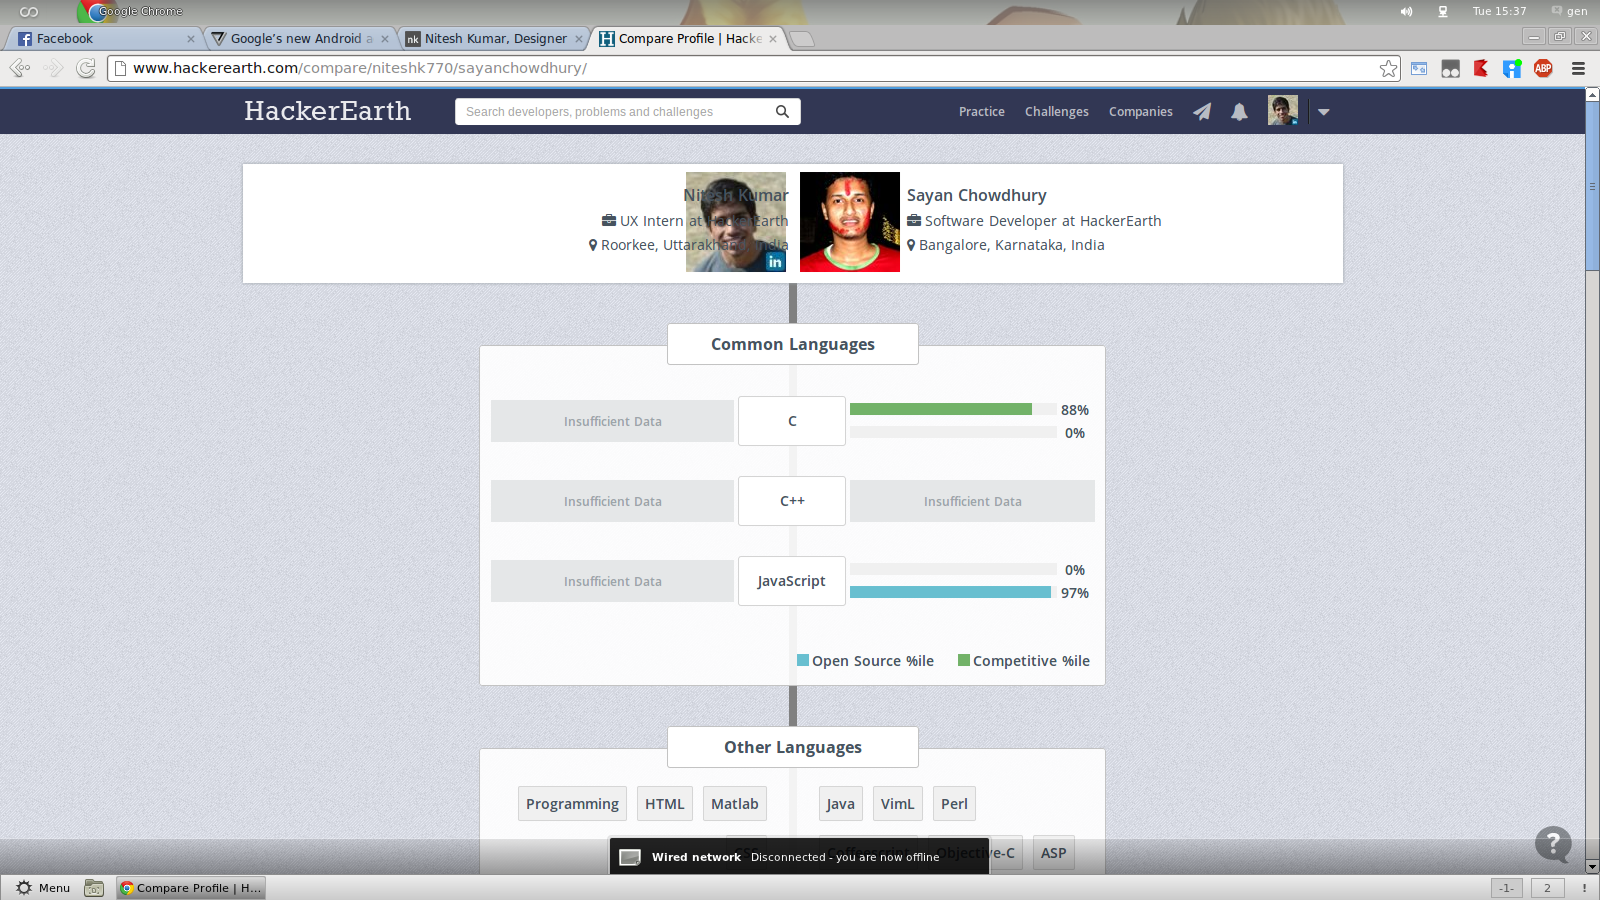 Google Chrome
Tue 15:37
gen
Facebook
Google's new Android a
nk
Nitesh Kumar, Designer
Compare Profile | Hacke
www.hackerearth.com/compare/niteshk770/sayanchowdhury/
ABP
HackerEarth
Search developers, problems and challenges
Practice
Challenges
Companies
Nitesh Kumar
UX Intern at HackerEarth
Roorkee, Uttarakhand, India
in
Sayan Chowdhury
Software Developer at HackerEarth
Bangalore, Karnataka, India
Common Languages
Insufficient Data
C
88%
0%
Insufficient Data
C++
Insufficient Data
Insufficient Data
JavaScript
0%
97%
Open Source %ile
Competitive %ile
Other Languages
Programming
HTML
Matlab
Java
VimL
Perl
CSS
Coffeescript
Objective-C
ASP
Wired network Disconnected - you are now offline
Menu
Compare Profile | H...
-1-
2
!